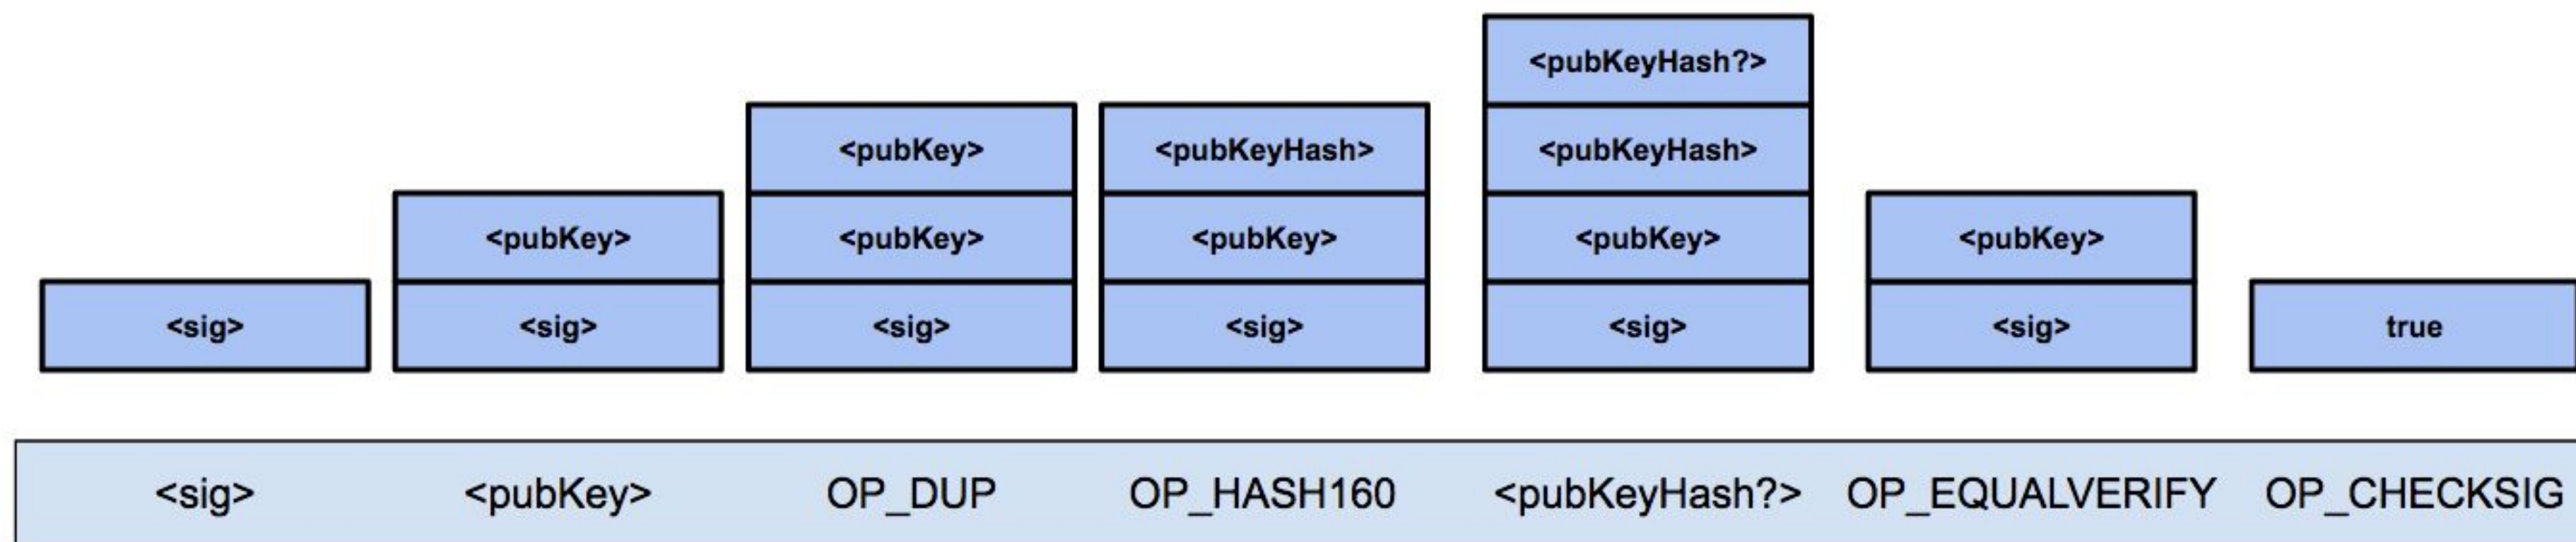 <pubKeyHash?>
<pubKey> <pubKeyHash> <pubKeyHash>
<pubKey> <pubKey> <pubKey> <pubKey> <pubKey>
<sig> <sig> <sig> <sig> <sig> <sig> true
<sig> <pubKey> OP_DUP OP_HASH160 <pubKeyHash?> OP_EQUALVERIFY OP_CHECKSIG